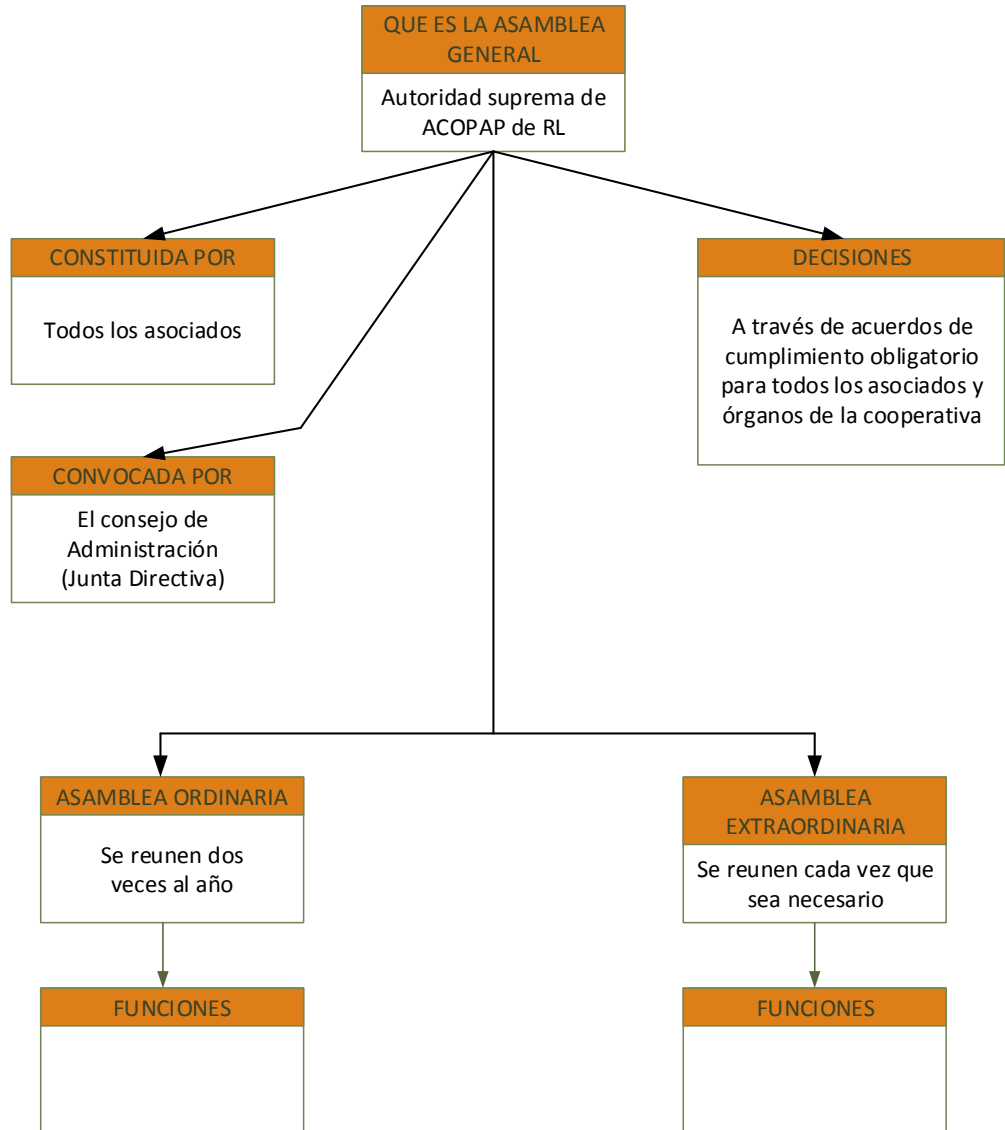 QUE ES LA ASAMBLEA
GENERAL
Autoridad suprema de
ACOPAP de RL
CONSTITUIDA POR
Todos los asociados
DECISIONES
A través de acuerdos de
cumplimiento obligatorio
para todos los asociados y
órganos de la cooperativa
CONVOCADA POR
El consejo de
Administración
(Junta Directiva)
ASAMBLEA ORDINARIA
Se reunen dos
veces al año
ASAMBLEA
EXTRAORDINARIA
Se reunen cada vez que
sea necesario
FUNCIONES
FUNCIONES